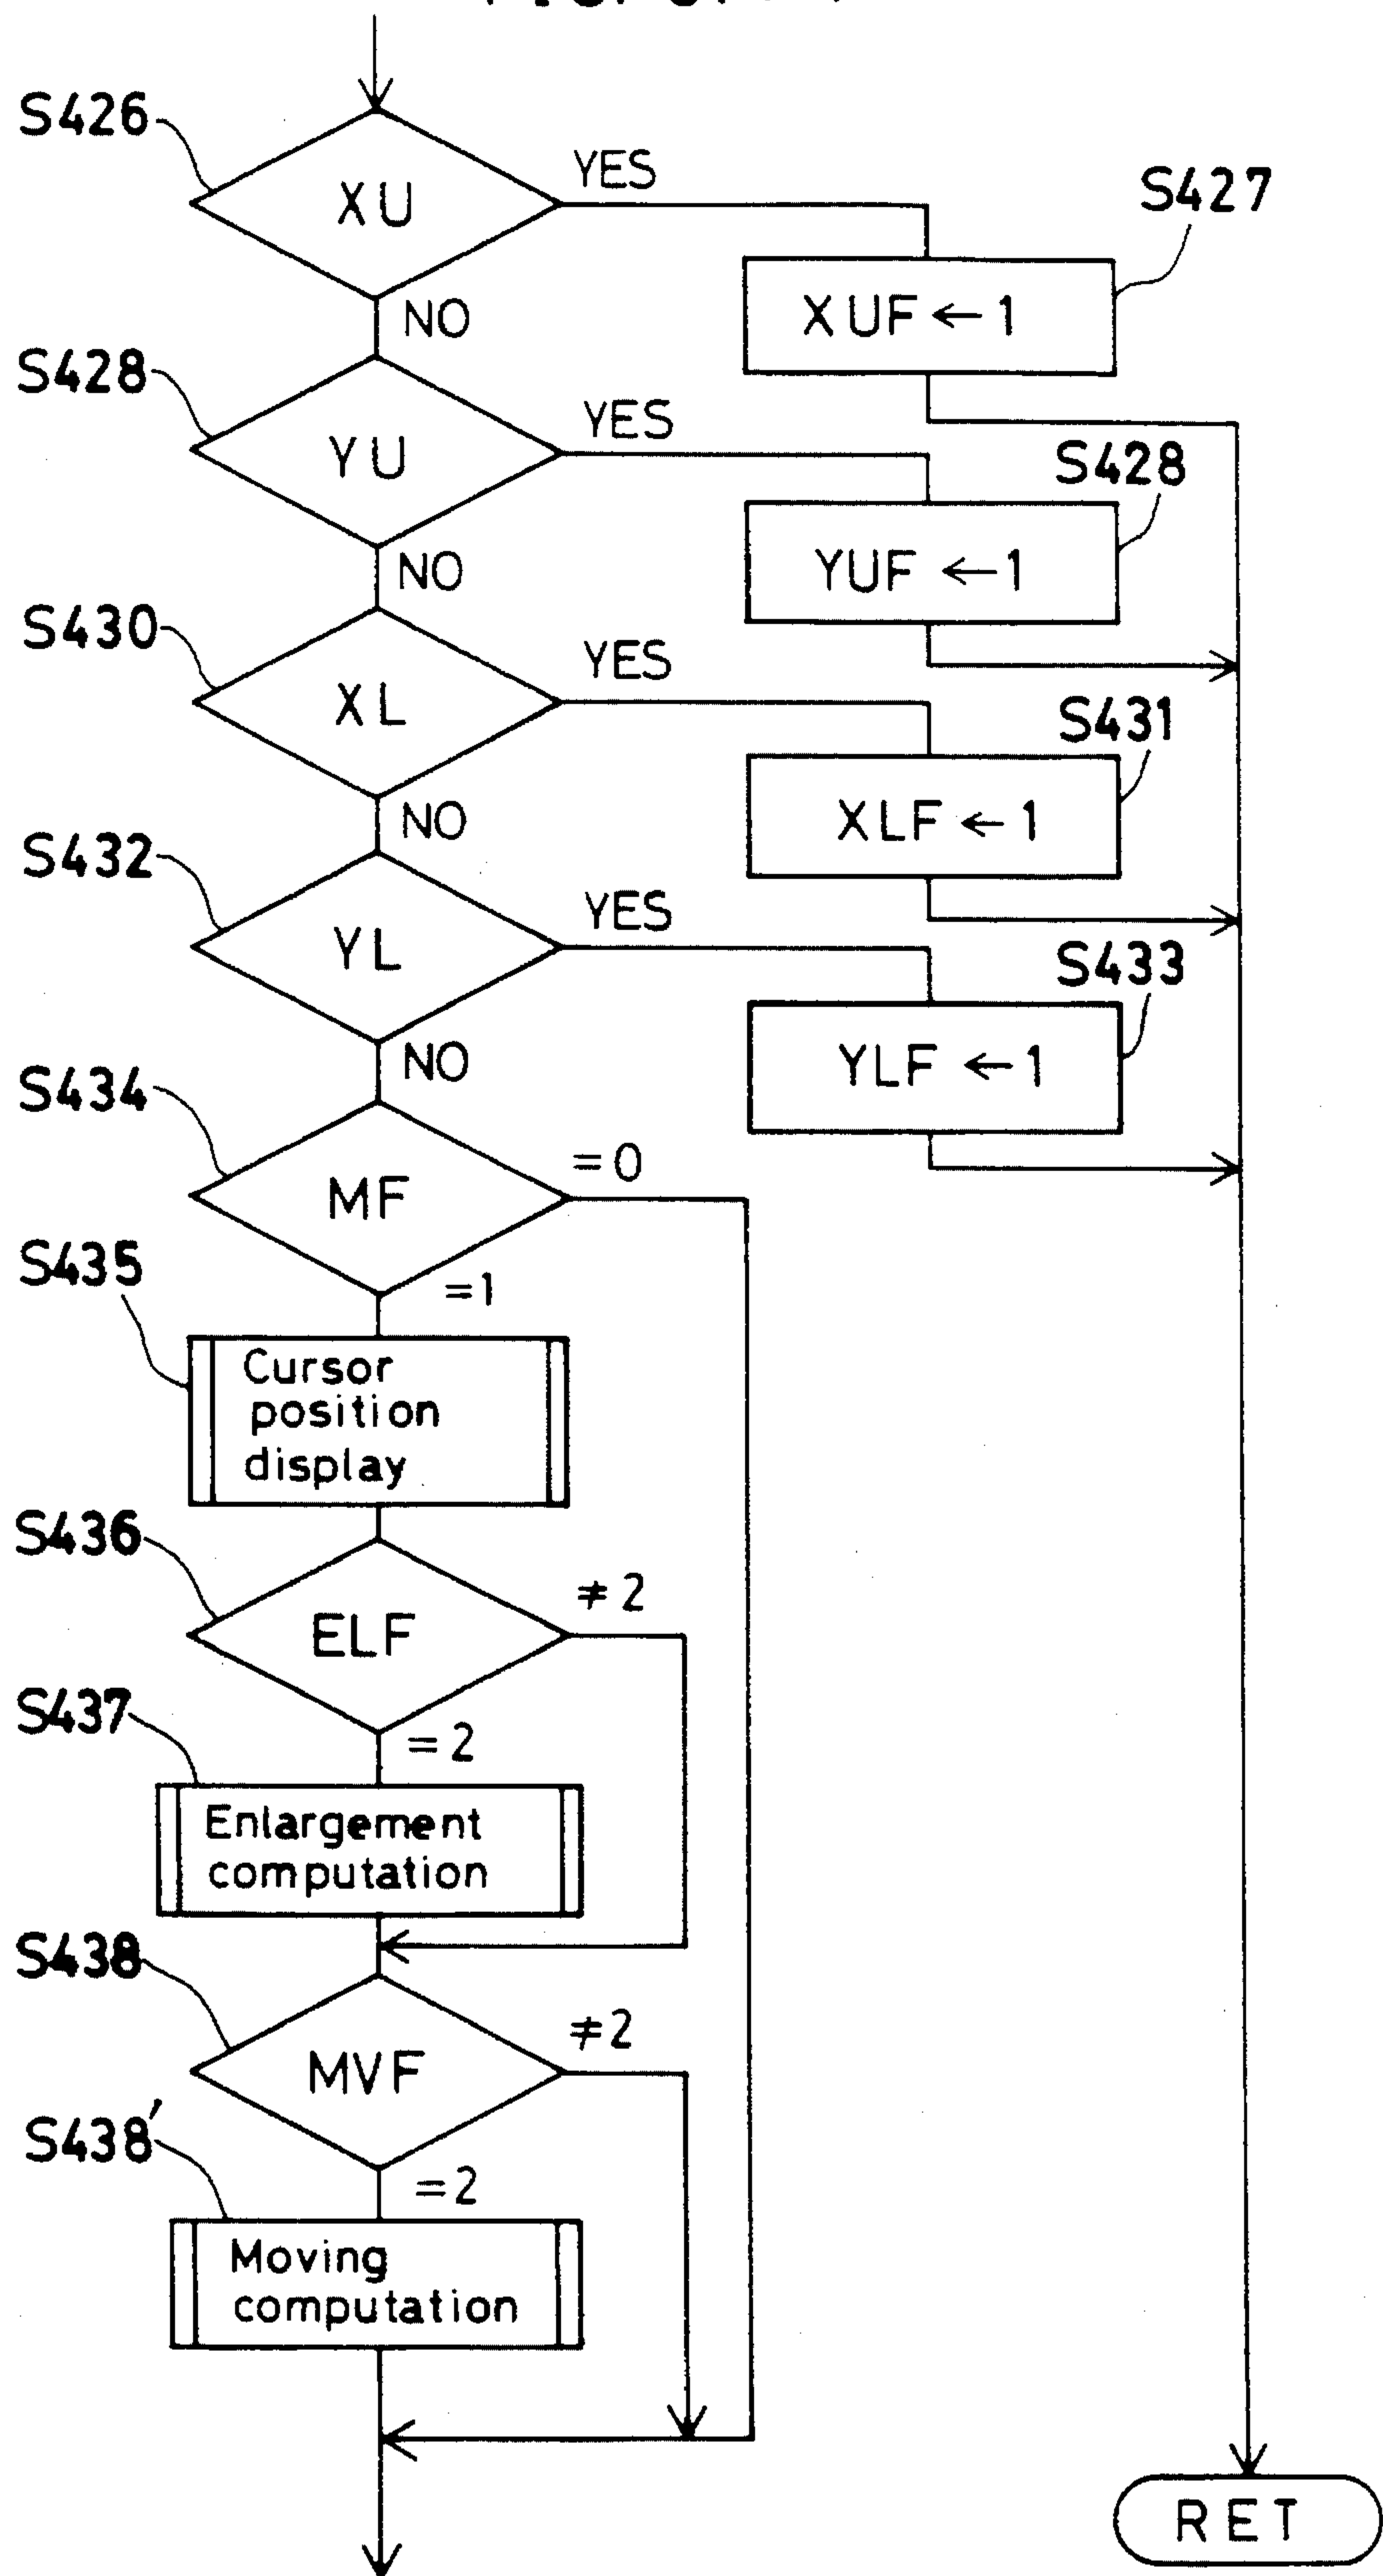 S426
XU
YES
S427
XUF ← 1
NO
S428
YU
YES
S428
YUF ← 1
NO
S430
XL
YES
S431
XLF ← 1
NO
S432
YL
YES
S433
YLF ← 1
NO
S434
MF
=0
=1
S435
Cursor
position
display
S436
ELF
≠2
=2
S437
Enlargement
computation
S438
MVF
≠2
=2
S438'
Moving
computation
RET